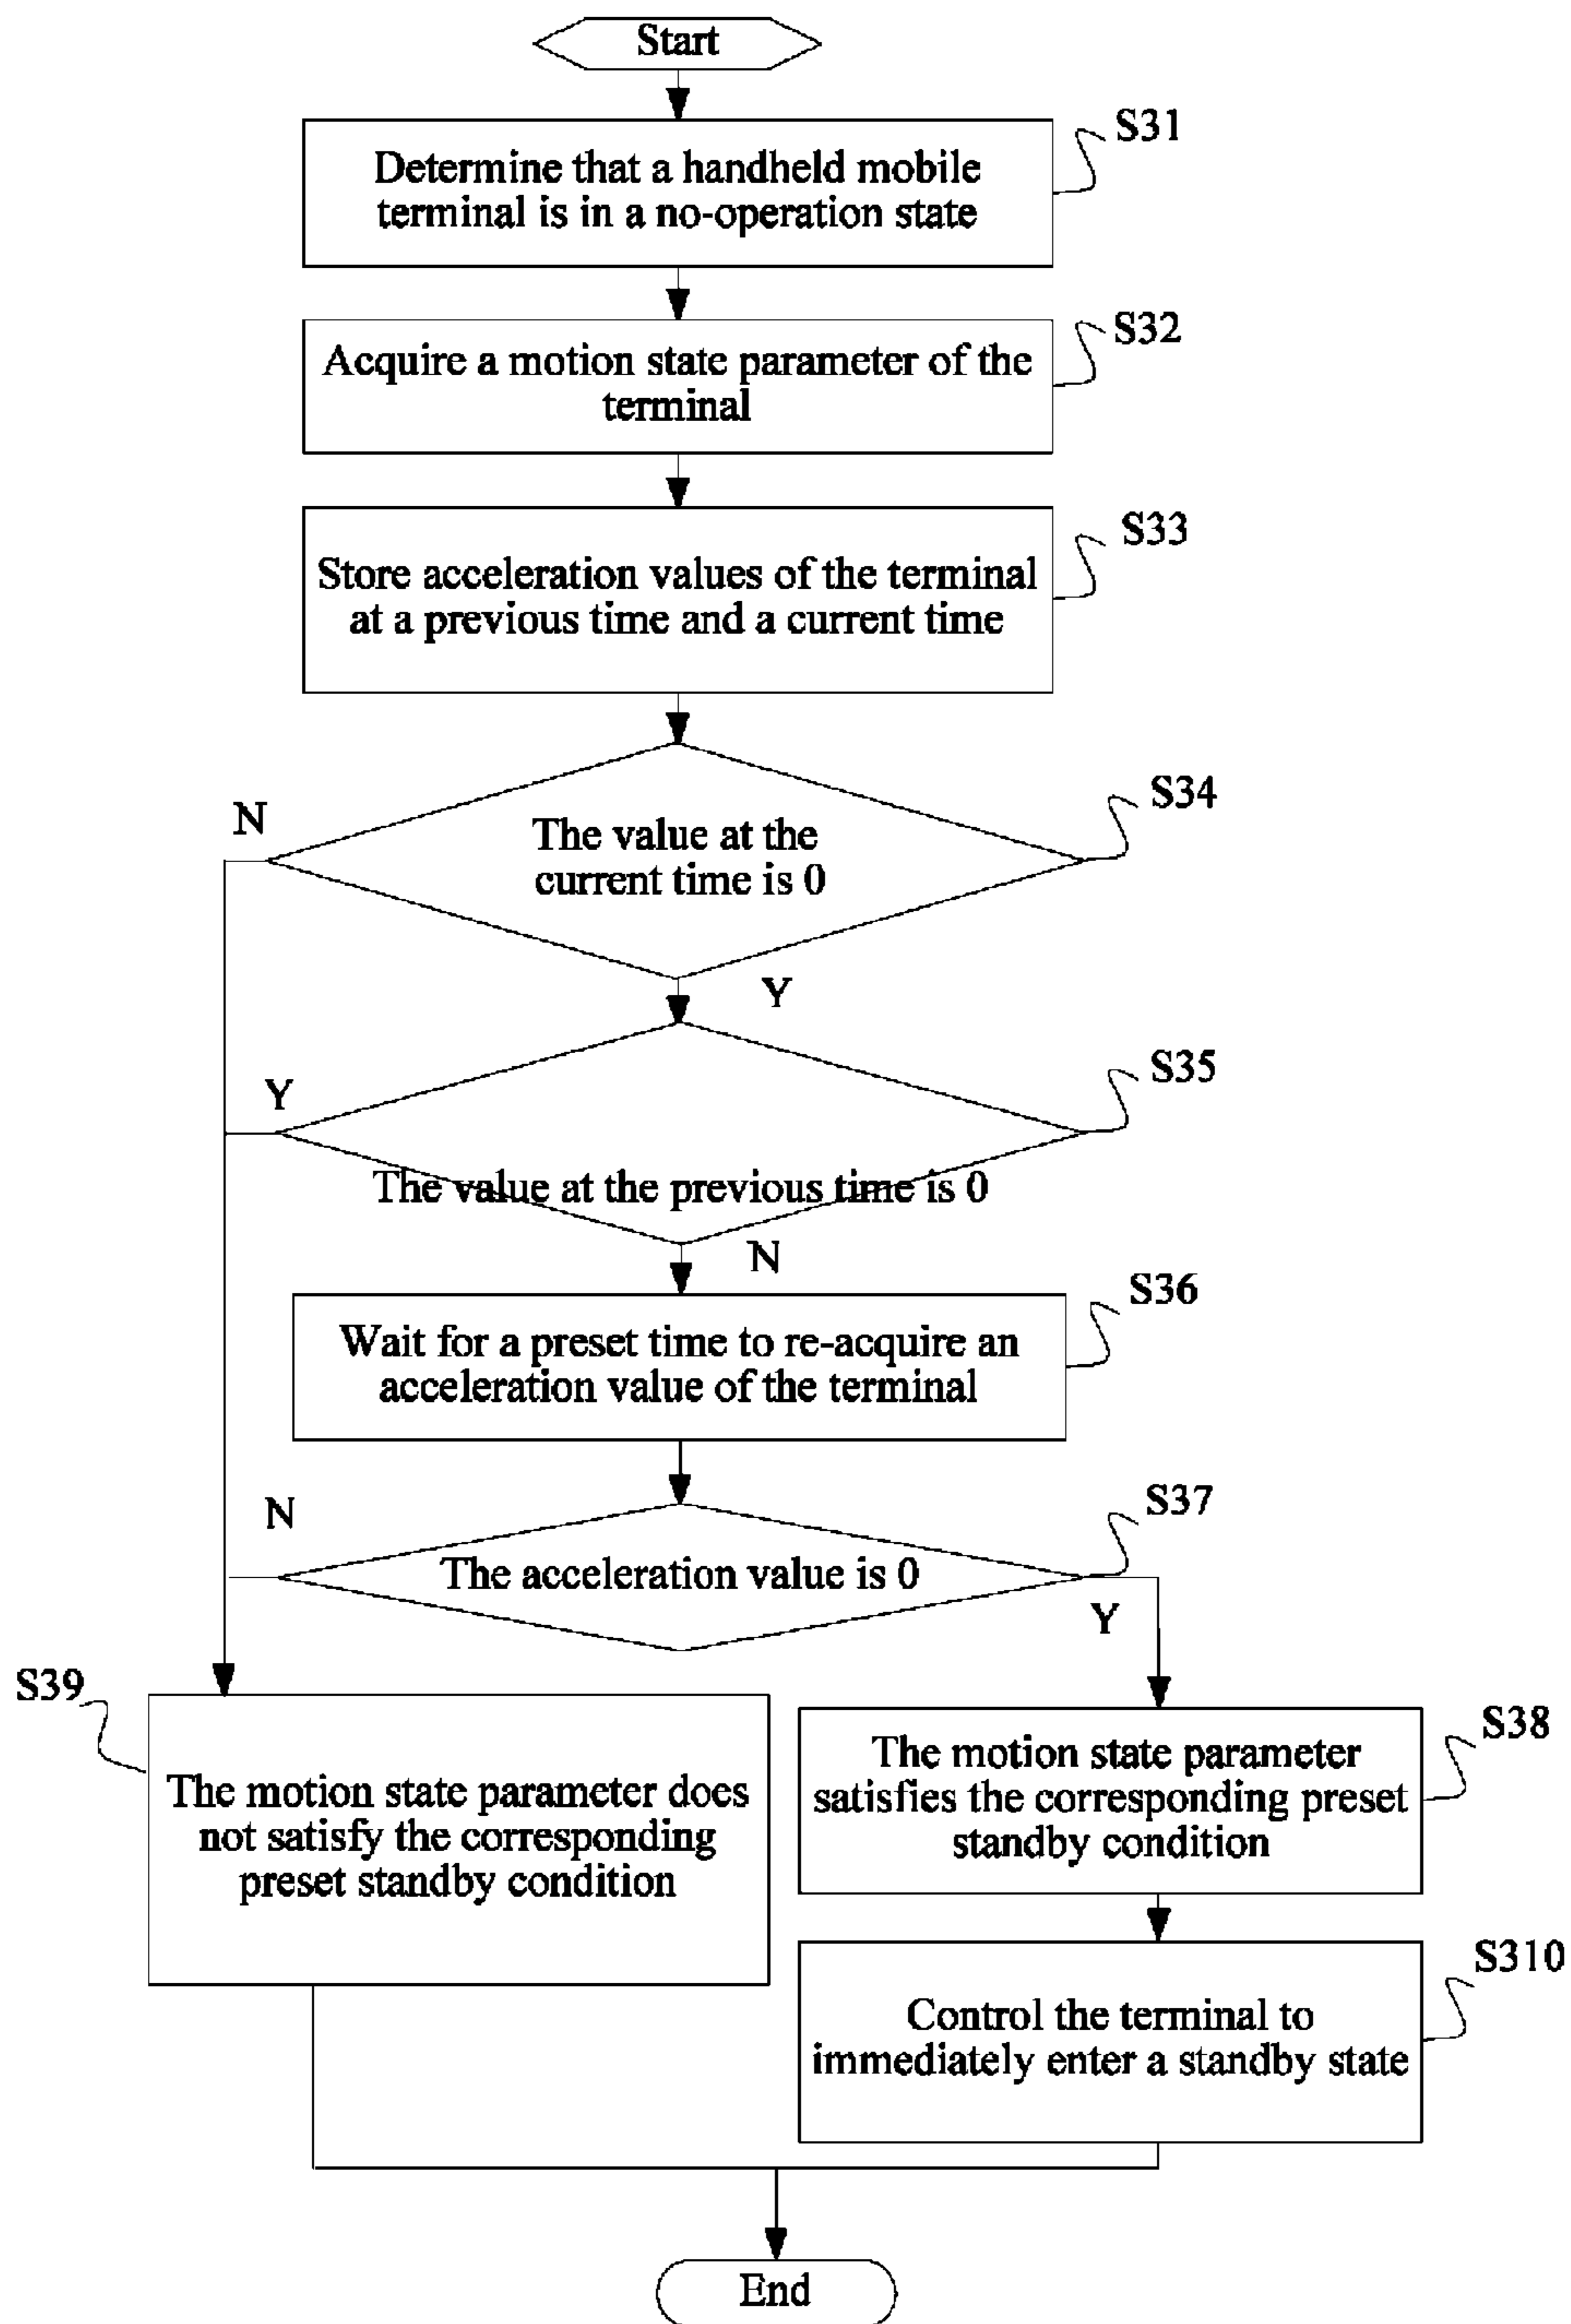 Start
S31
Determine that a handheld mobile
terminal is in a no-operation state
S32
Acquire a motion state parameter of the
terminal
S33
Store acceleration values of the terminal
at a previous time and a current time
S34
N
The value at the
current time is 0
Y
S35
Y
The value at the previous time is 0
N
S36
Wait for a preset time to re-acquire an
acceleration value of the terminal
S37
N
The acceleration value is 0
Y
S39
The motion state parameter does
not satisfy the corresponding
preset standby condition
S38
The motion state parameter
satisfies the corresponding preset
standby condition
S310
Control the terminal to
immediately enter a standby state
End